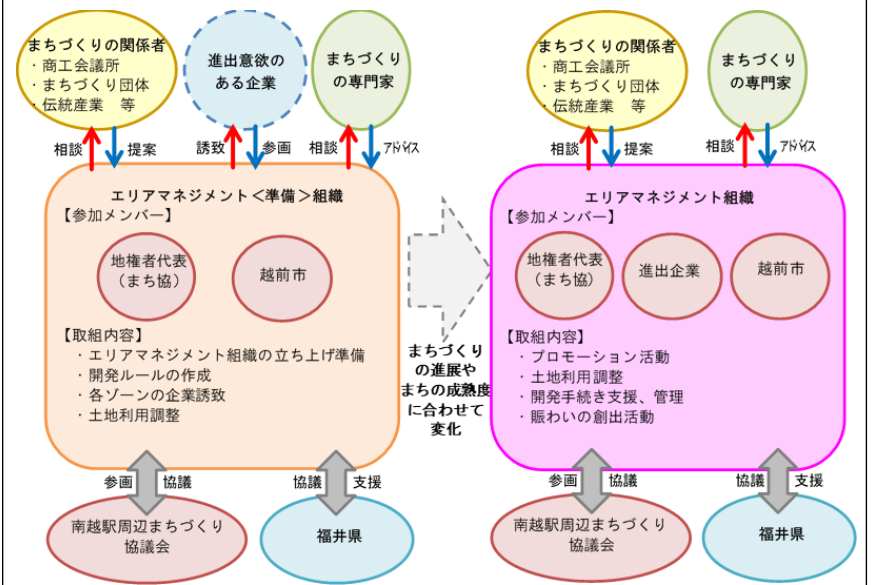 まちづくりの関係者
・商工会議所
・まちづくり団体
・伝統産業 等
進出意欲の
ある企業
まちづくり
の専門家
相談
提案
誘致
参画
相談
アドバイス
エリアマネジメント＜準備＞組織
【参加メンバー】
地権者代表
（まち協）
越前市
【取組内容】
・エリアマネジメント組織の立ち上げ準備
・開発ルールの作成
・各ゾーンの企業誘致
・土地利用調整
参画
協議
協議
支援
南越駅周辺まちづくり
協議会
福井県
まちづくり
の進展や
まちの成熟度
に合わせて
変化
まちづくりの関係者
・商工会議所
・まちづくり団体
・伝統産業 等
まちづくり
の専門家
相談
提案
相談
アドバイス
エリアマネジメント組織
【参加メンバー】
地権者代表
（まち協）
進出企業
越前市
【取組内容】
・プロモーション活動
・土地利用調整
・開発手続き支援、管理
・賑わいの創出活動
参画
協議
協議
支援
南越駅周辺まちづくり
協議会
福井県